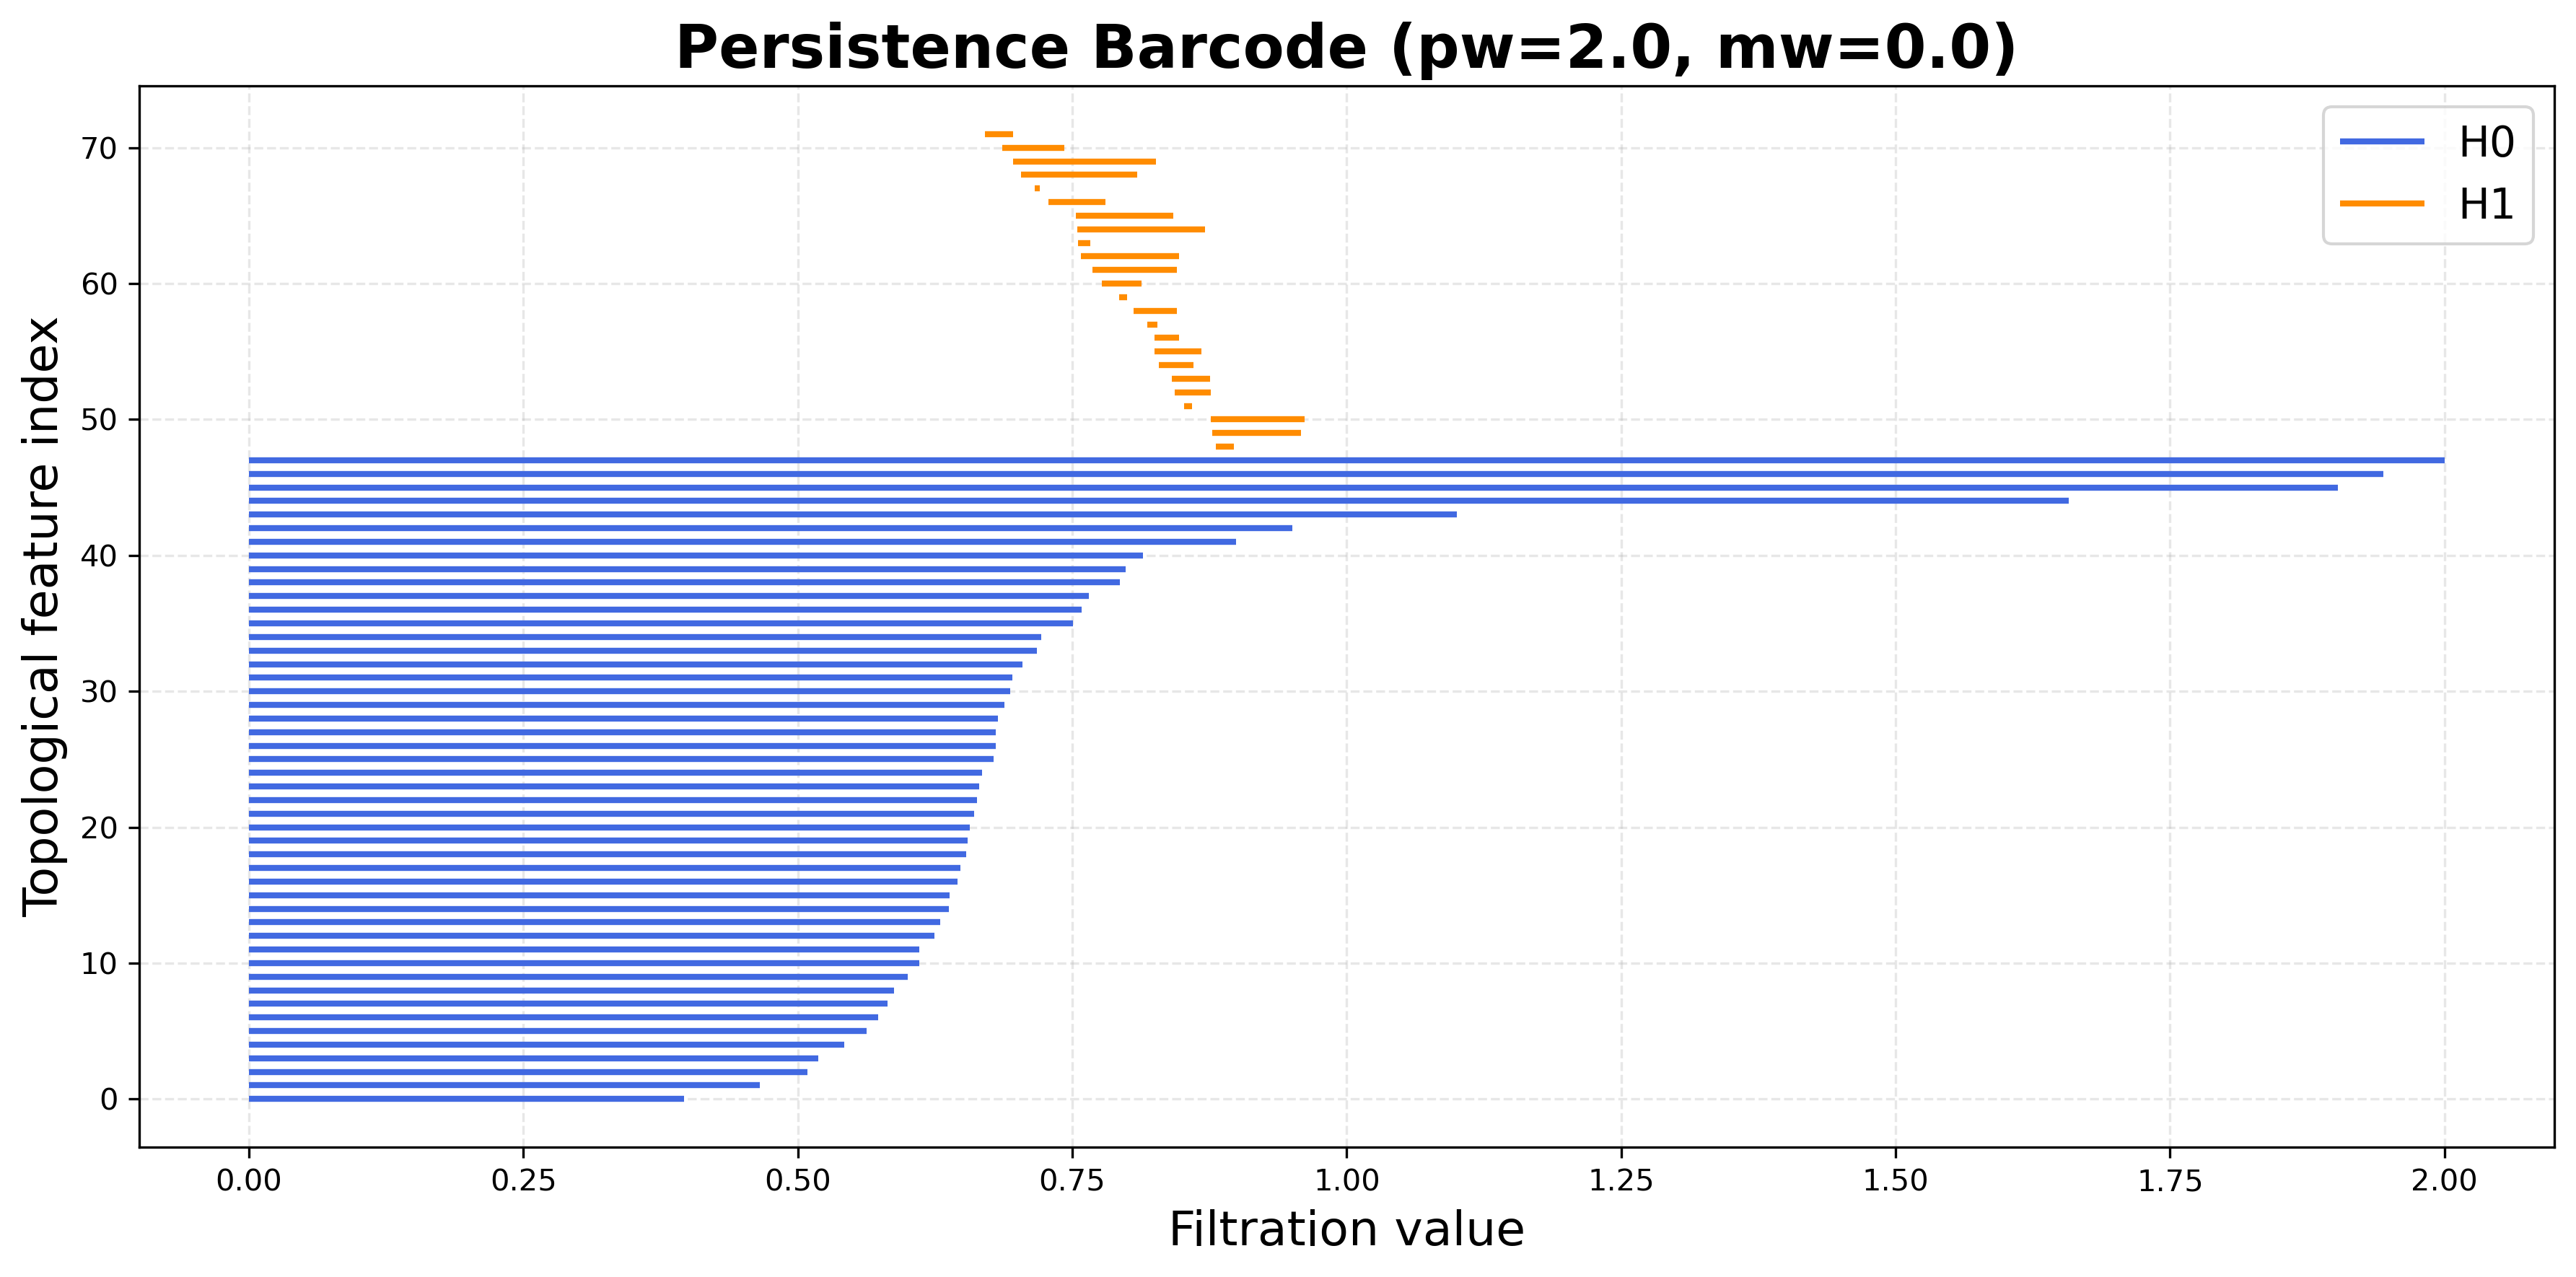 Persistence Barcode (pw=2.0, mw=0.0)
H0
H1
Topological feature index
70
60
50
40
30
20
10
0
0.00 0.25 0.50 0.75 1.00 1.25 1.50 1.75 2.00
Filtration value